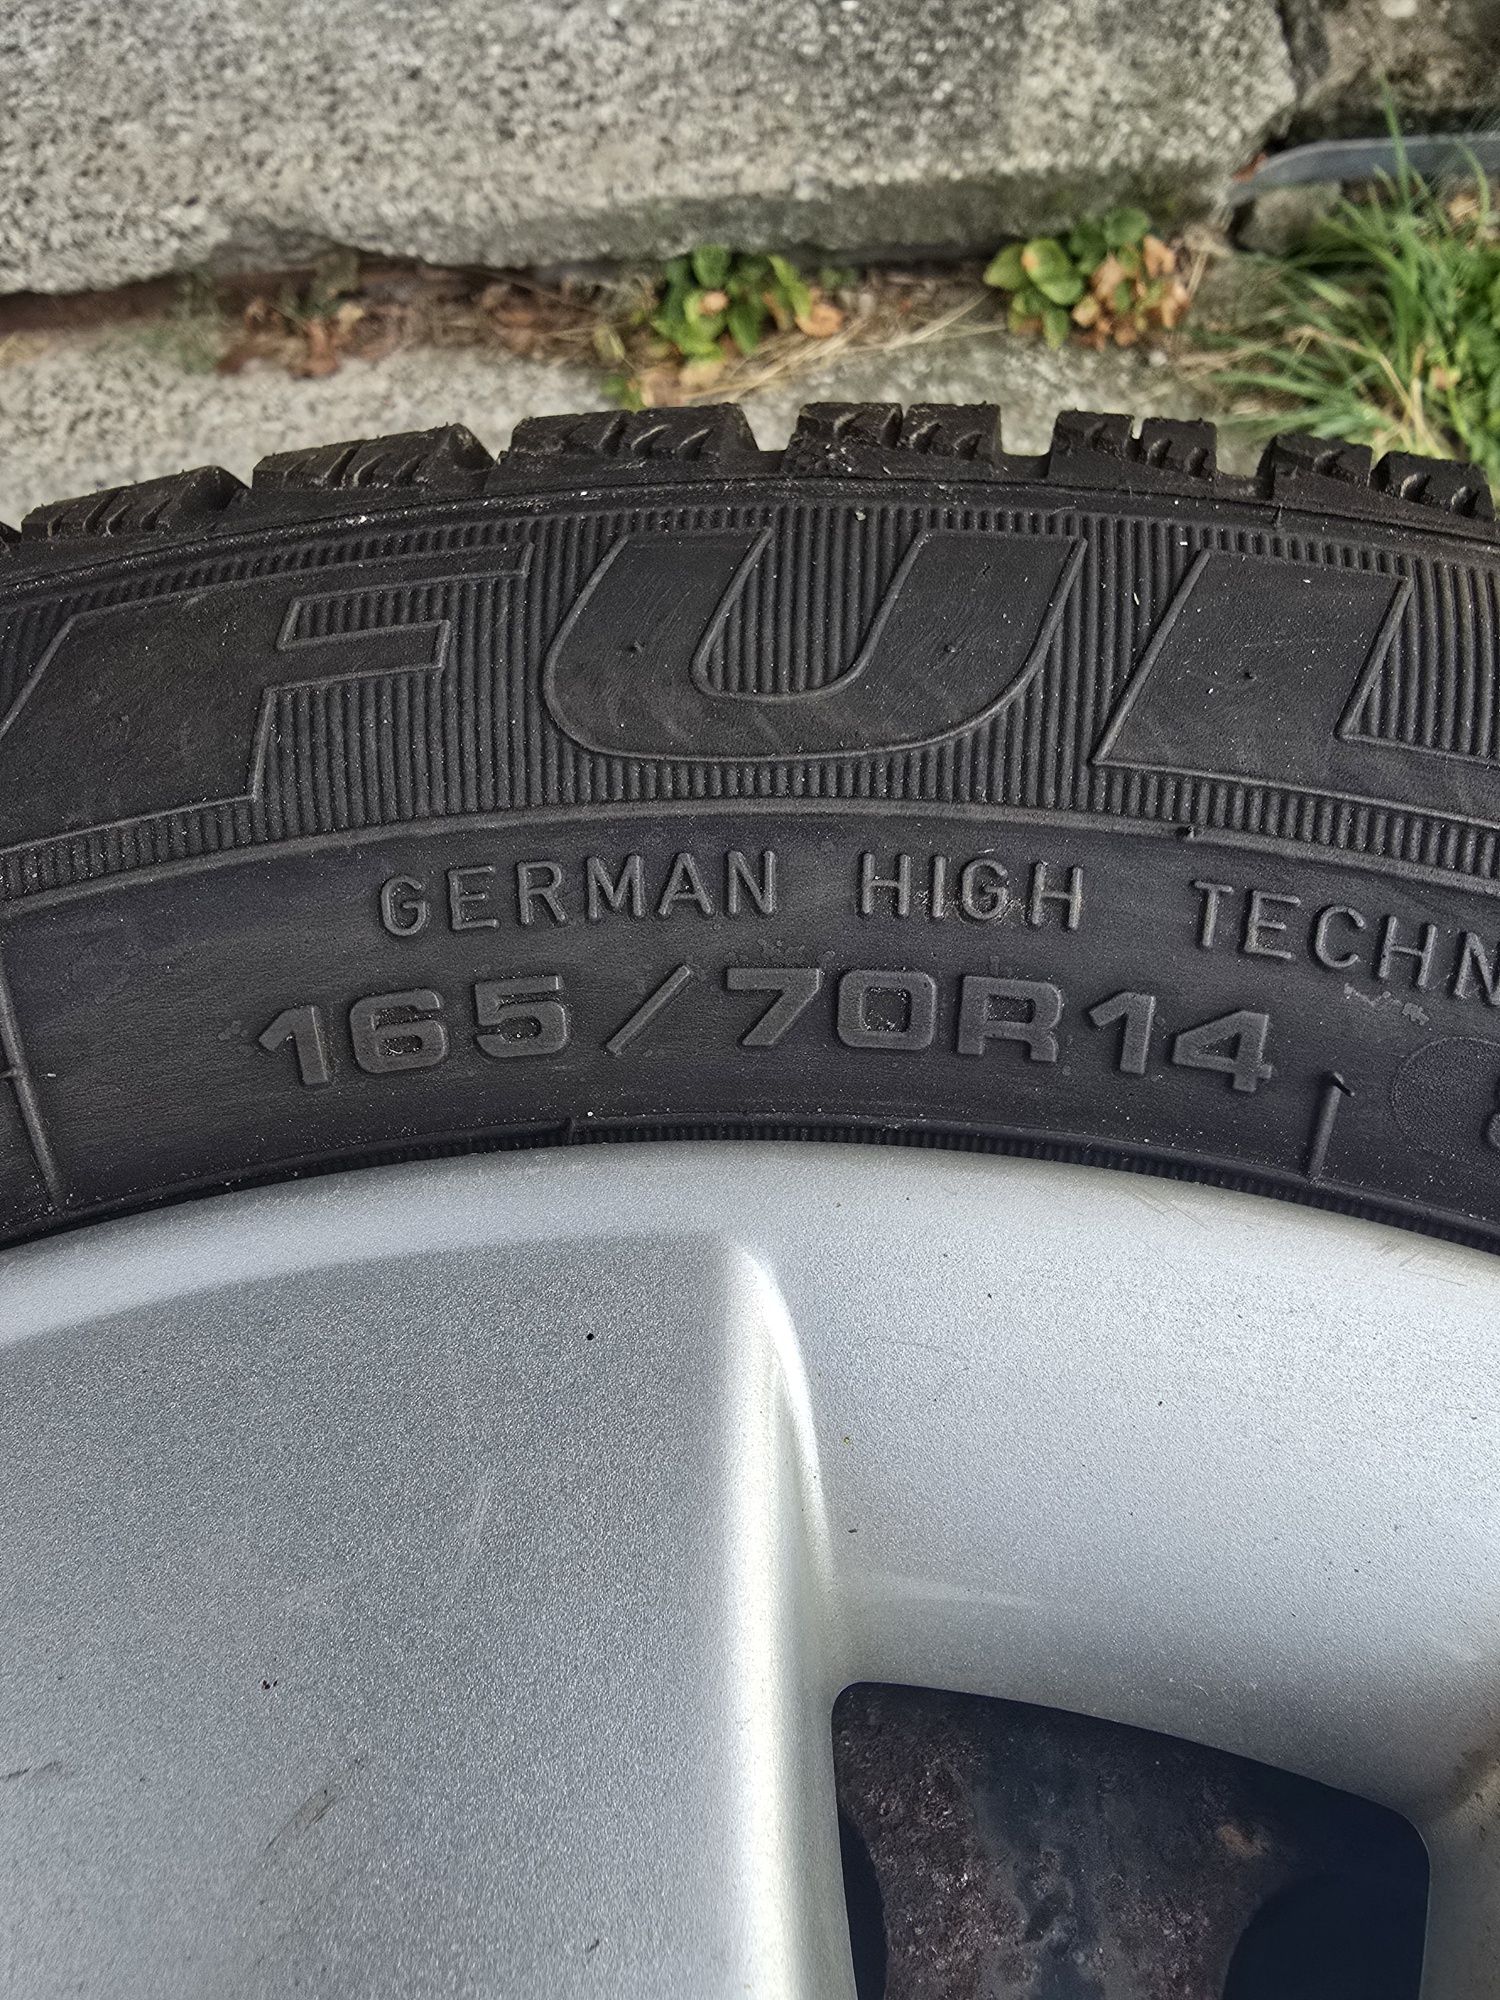 FUL
GERMAN HIGH TECHN
165/70R14